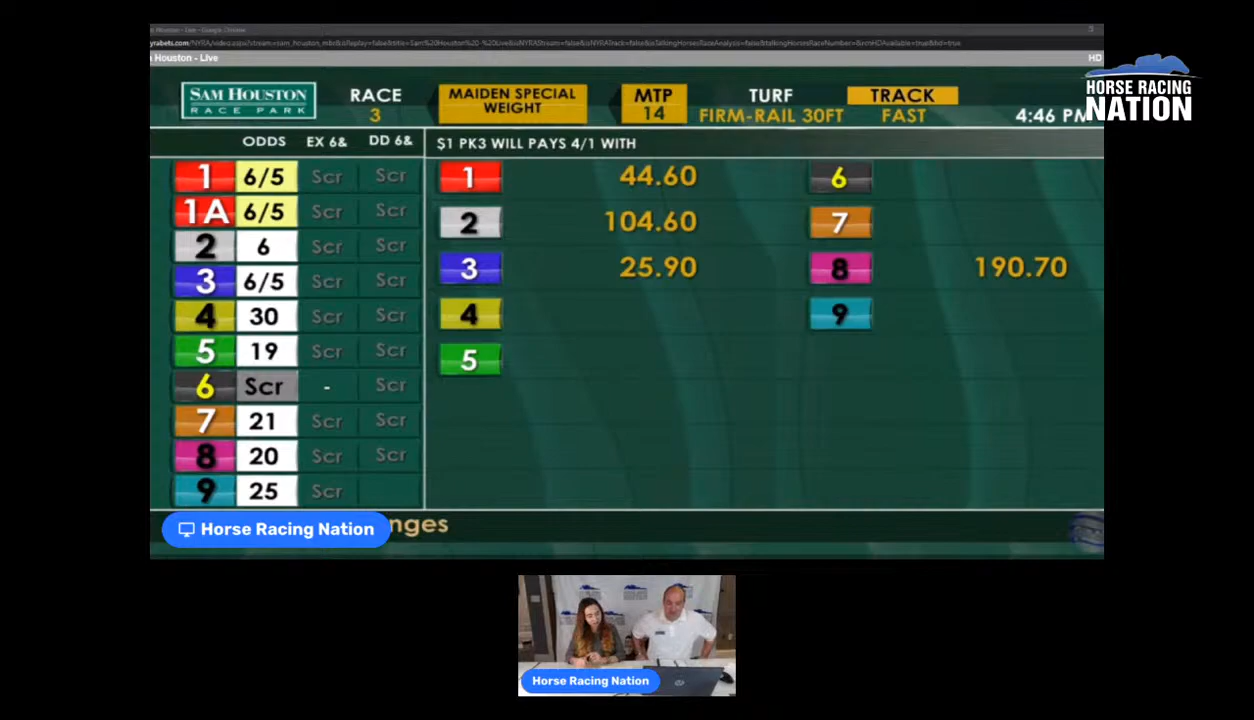 Houston - Live - Google Chrome
n Houston - Live
HD
HORSE RACING
NATION
SAM HOUSTON
RACE PARK
RACE
3
MAIDEN SPECIAL
WEIGHT
MTP
14
TURF
FIRM-RAIL 30FT
TRACK
FAST
4:46 PM
ODDS EX 6& DD 6&
$1 PK3 WILL PAYS 4/1 WITH
1 6/5 Scr Scr
1A 6/5 Scr Scr
2 6 Scr Scr
3 6/5 Scr Scr
4 30 Scr Scr
5 19 Scr Scr
6 Scr - Scr
7 21 Scr Scr
8 20 Scr Scr
9 25 Scr
1 44.60 6
2 104.60 7
3 25.90 8 190.70
4 9
5
Horse Racing Nation
nges
Horse Racing Nation